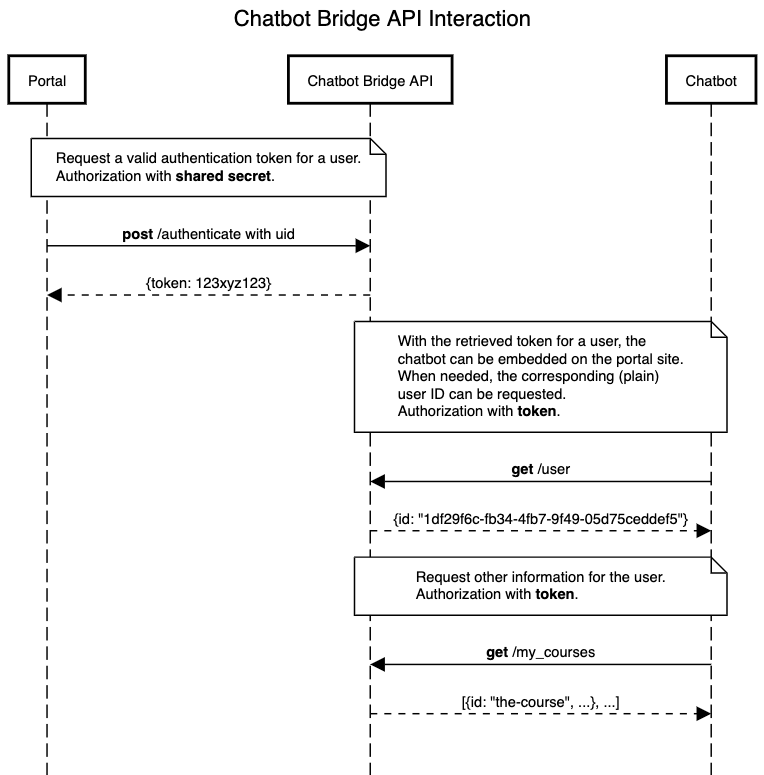 Chatbot Bridge API Interaction
Portal
Chatbot Bridge API
Chatbot
Request a valid authentication token for a user.
Authorization with shared secret.
post /authenticate with uid
{token: 123xyz123}
With the retrieved token for a user, the
chatbot can be embedded on the portal site.
When needed, the corresponding (plain)
user ID can be requested.
Authorization with token.
get /user
{id: "1df29f6c-fb34-4fb7-9f49-05d75ceddef5"}
Request other information for the user.
Authorization with token.
get /my_courses
[{id: "the-course", ...}, ...]